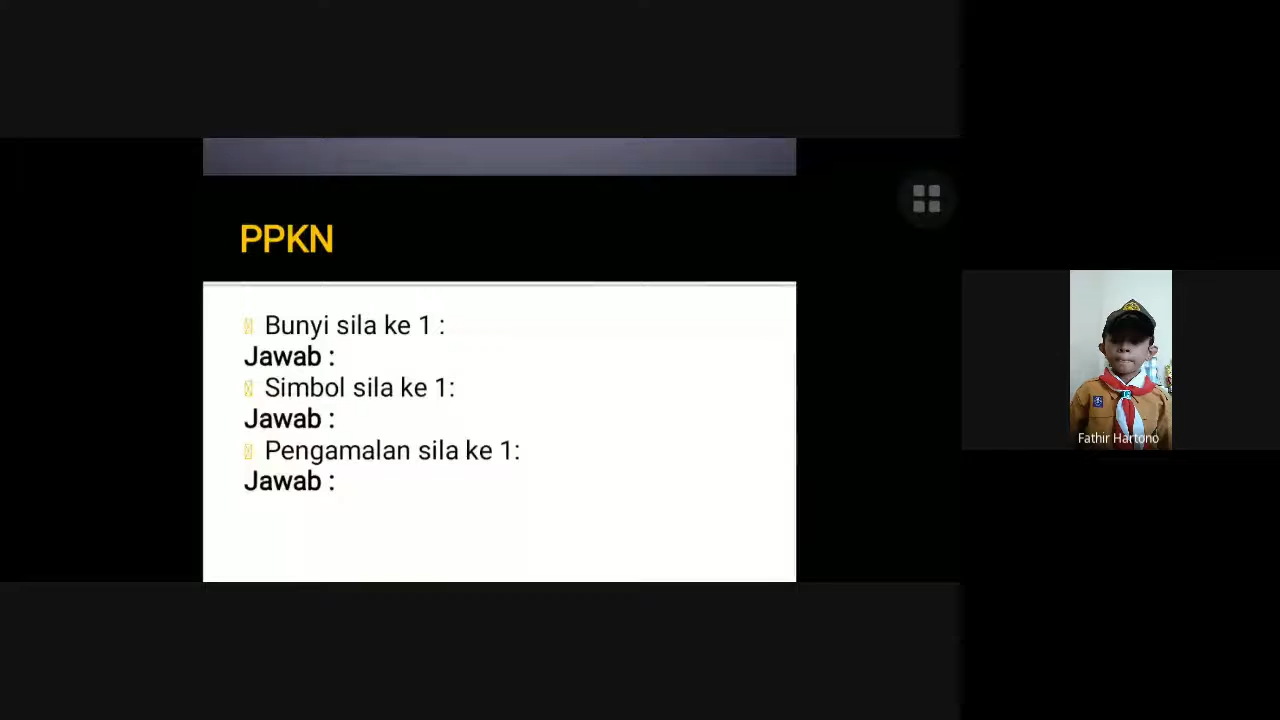 PPKN
Bunyi sila ke 1 :
Jawab :
Simbol sila ke 1:
Jawab :
Pengamalan sila ke 1:
Jawab :
Fathir Hartono